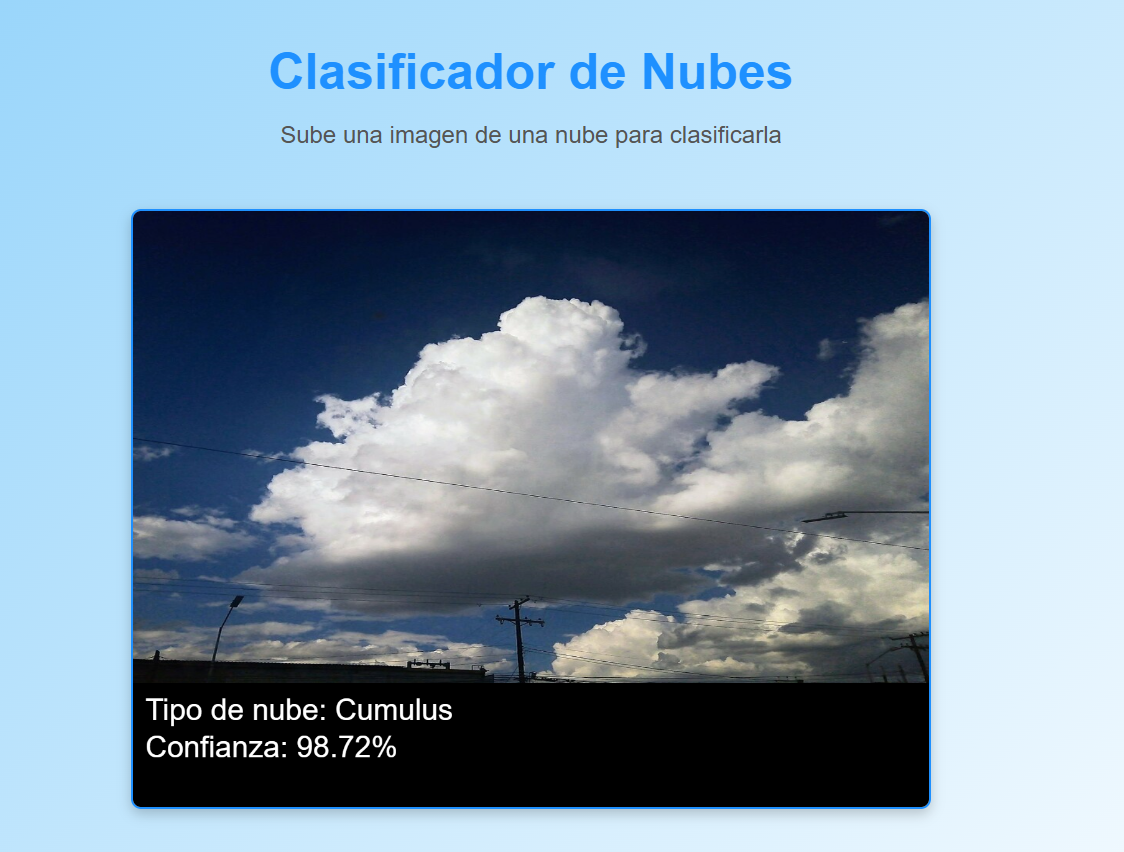 Clasificador de Nubes
Sube una imagen de una nube para clasificarla
Tipo de nube: Cumulus
Confianza: 98.72%